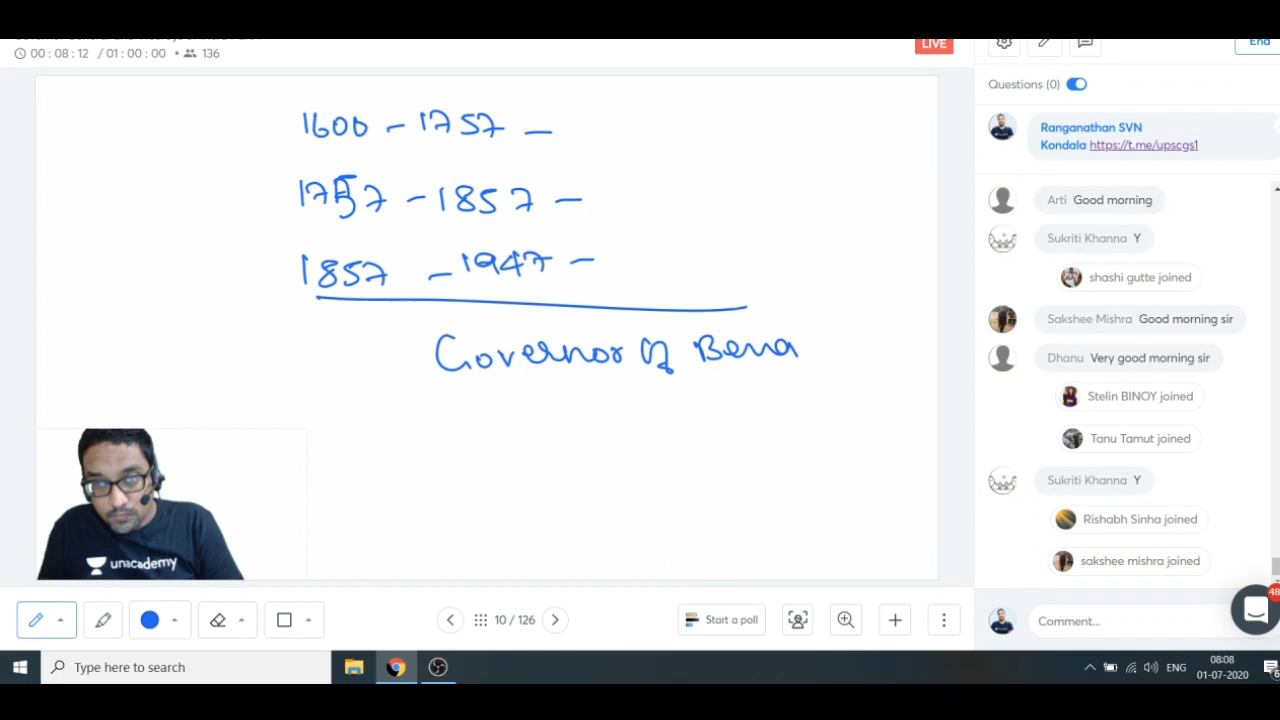 00 : 08 : 12 / 01 : 00 : 00 • 136
LIVE
End
1600 - 1757 -
1757 - 1857 -
1857 - 1947 -
Governor of Bena
unacademy
Questions (0)
Ranganathan SVN
Kondala https://t.me/upscgs1
Arti Good morning
Sukriti Khanna Y
shashi gutte joined
Sakshee Mishra Good morning sir
Dhanu Very good morning sir
Stelin BINOY joined
Tanu Tamut joined
Sukriti Khanna Y
Rishabh Sinha joined
sakshee mishra joined
10 / 126
Start a poll
Comment...
48
Type here to search
ENG
08:08
01-07-2020
6